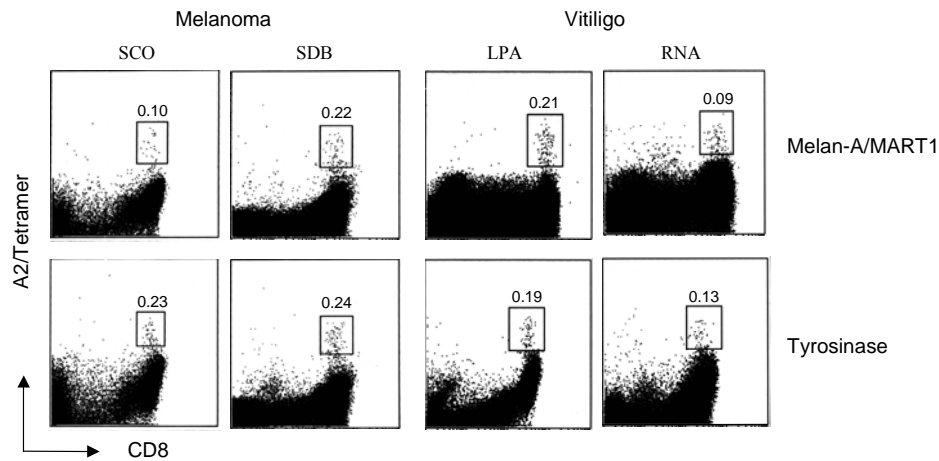 Melanoma Vitiligo
SCO SDB LPA RNA
0.10 0.22 0.21 0.09
Melan-A/MART1
A2/Tetramer
0.23 0.24 0.19 0.13
Tyrosinase
CD8